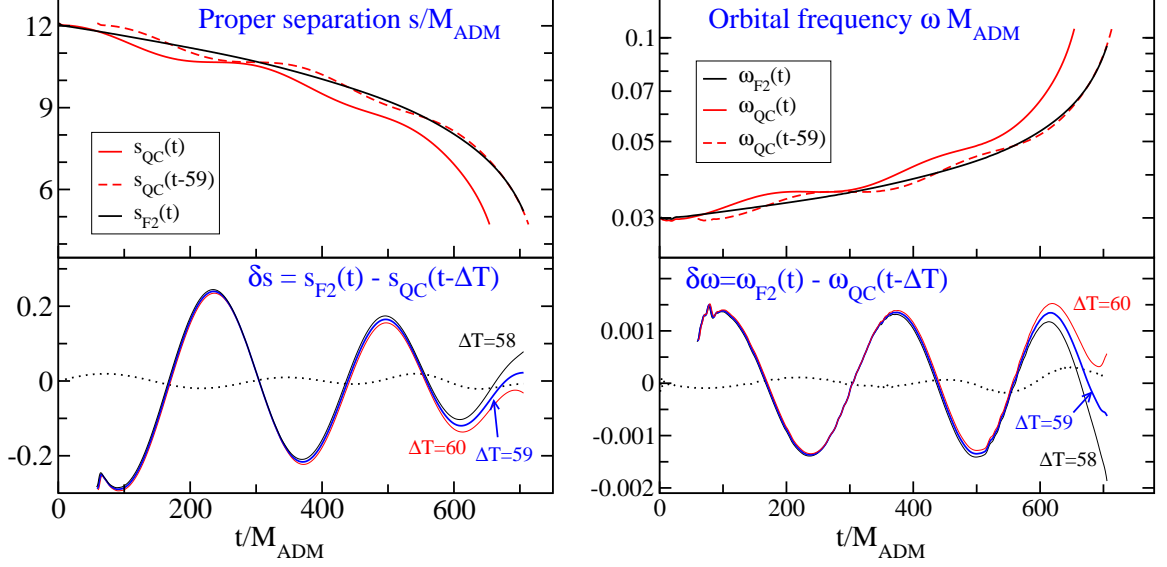 Proper separation s/M_ADM
12
9
6
s_QC(t)
s_QC(t-59)
s_F2(t)
δs = s_F2(t) - s_QC(t-ΔT)
0.2
0
-0.2
ΔT=58
ΔT=60
ΔT=59
0
200
400
600
t/M_ADM
Orbital frequency ω M_ADM
0.1
0.07
0.05
0.03
ω_F2(t)
ω_QC(t)
ω_QC(t-59)
δω=ω_F2(t) - ω_QC(t-ΔT)
0.001
0
-0.001
-0.002
ΔT=60
ΔT=59
ΔT=58
0
200
400
600
t/M_ADM